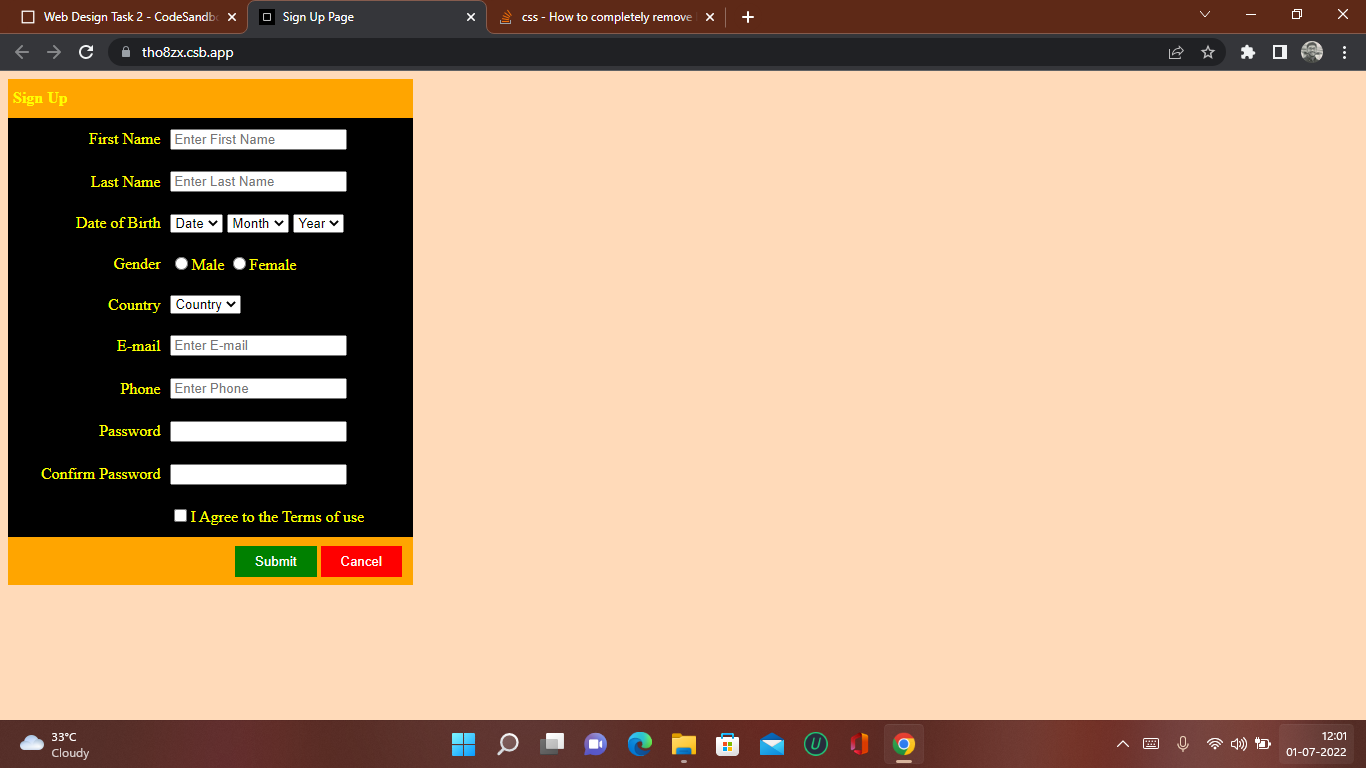 Web Design Task 2 - CodeSandb
Sign Up Page
css - How to completely remove
tho8zx.csb.app
Sign Up
First Name Enter First Name
Last Name Enter Last Name
Date of Birth Date Month Year
Gender Male Female
Country Country
E-mail Enter E-mail
Phone Enter Phone
Password
Confirm Password
I Agree to the Terms of use
Submit Cancel
33°C
Cloudy
U
12:01
01-07-2022